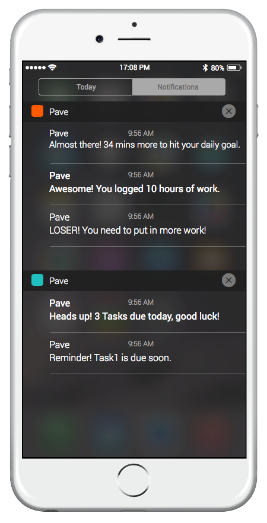 17:08 PM
80%
Today
Notifications
Pave
Pave
9:56 AM
Almost there! 34 mins more to hit your daily goal.
Pave
9:56 AM
Awesome! You logged 10 hours of work.
Pave
9:56 AM
LOSER! You need to put in more work!
Pave
Pave
9:56 AM
Heads up! 3 Tasks due today, good luck!
Pave
9:56 AM
Reminder! Task1 is due soon.